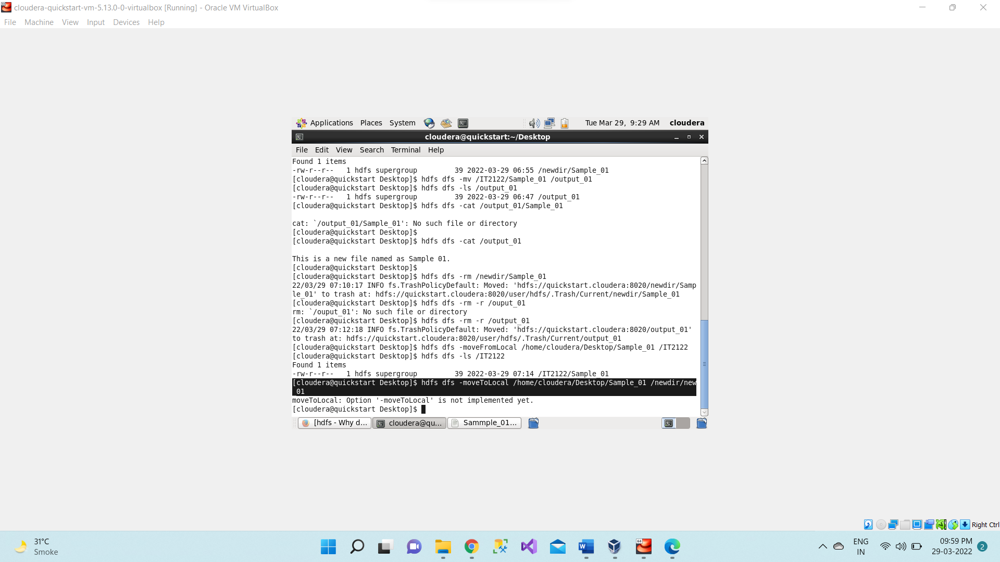 cloudera-quickstart-vm-5.13.0-0-virtualbox [Running] - Oracle VM VirtualBox
File Machine View Input Devices Help
Applications Places System Tue Mar 29, 9:29 AM cloudera
cloudera@quickstart:~/Desktop
File Edit View Search Terminal Help
Found 1 items
-rw-r--r--   1 hdfs supergroup         39 2022-03-29 06:55 /newdir/Sample_01
[cloudera@quickstart Desktop]$ hdfs dfs -mv /IT2122/Sample_01 /output_01
[cloudera@quickstart Desktop]$ hdfs dfs -ls /output_01
-rw-r--r--   1 hdfs supergroup         39 2022-03-29 06:47 /output_01
[cloudera@quickstart Desktop]$ hdfs dfs -cat /output_01/Sample_01
cat: `/output_01/Sample_01': No such file or directory
[cloudera@quickstart Desktop]$
[cloudera@quickstart Desktop]$ hdfs dfs -cat /output_01
This is a new file named as Sample 01.
[cloudera@quickstart Desktop]$
[cloudera@quickstart Desktop]$ hdfs dfs -rm /newdir/Sample_01
22/03/29 07:10:17 INFO fs.TrashPolicyDefault: Moved: 'hdfs://quickstart.cloudera:8020/newdir/Samp
le_01' to trash at: hdfs://quickstart.cloudera:8020/user/hdfs/.Trash/Current/newdir/Sample_01
[cloudera@quickstart Desktop]$ hdfs dfs -rm -r /ouput_01
rm: `/ouput_01': No such file or directory
[cloudera@quickstart Desktop]$ hdfs dfs -rm -r /output_01
22/03/29 07:12:18 INFO fs.TrashPolicyDefault: Moved: 'hdfs://quickstart.cloudera:8020/output_01'
to trash at: hdfs://quickstart.cloudera:8020/user/hdfs/.Trash/Current/output_01
[cloudera@quickstart Desktop]$ hdfs dfs -moveFromLocal /home/cloudera/Desktop/Sample_01 /IT2122
[cloudera@quickstart Desktop]$ hdfs dfs -ls /IT2122
Found 1 items
-rw-r--r--   1 hdfs supergroup         39 2022-03-29 07:14 /IT2122/Sample_01
[cloudera@quickstart Desktop]$ hdfs dfs -moveToLocal /home/cloudera/Desktop/Sample_01 /newdir/new
_01
moveToLocal: Option '-moveToLocal' is not implemented yet.
[cloudera@quickstart Desktop]$
[hdfs - Why d... cloudera@qu... Sammple_01...
Right Ctrl
31°C
Smoke
ENG
IN
09:59 PM
29-03-2022
2